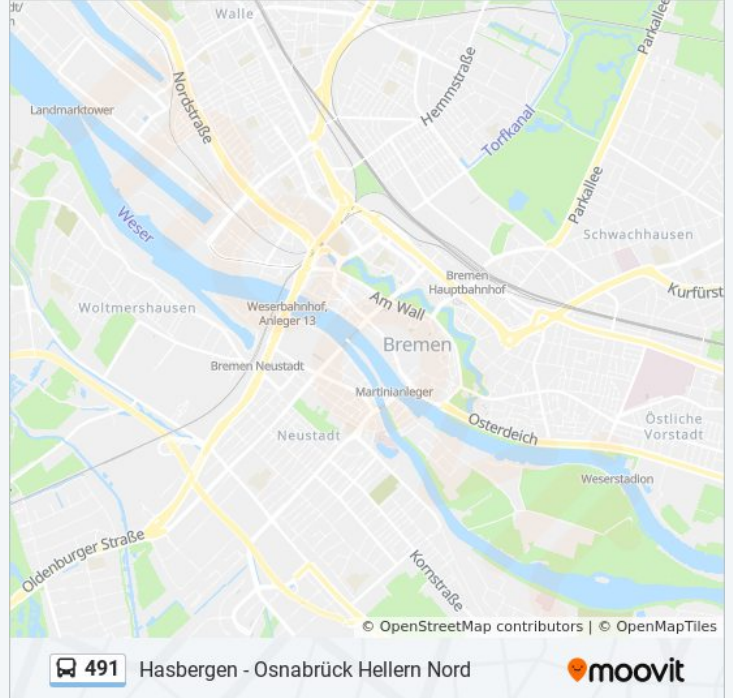 Walle
Parkallee
Hemmstraße
Nordstraße
Landmarktower
Torfkanal
Parkallee
Weser
Schwachhausen
Bremen
Hauptbahnhof
Kurfürst
Woltmershausen
Weserbahnhof,
Anleger 13
Am Wall
Bremen
Bremen Neustadt
Martinianleger
Osterdeich
Östliche
Vorstadt
Neustadt
Weserstadion
Oldenburger Straße
Kornstraße
© OpenStreetMap contributors | © OpenMapTiles
491 Hasbergen - Osnabrück Hellern Nord moovit